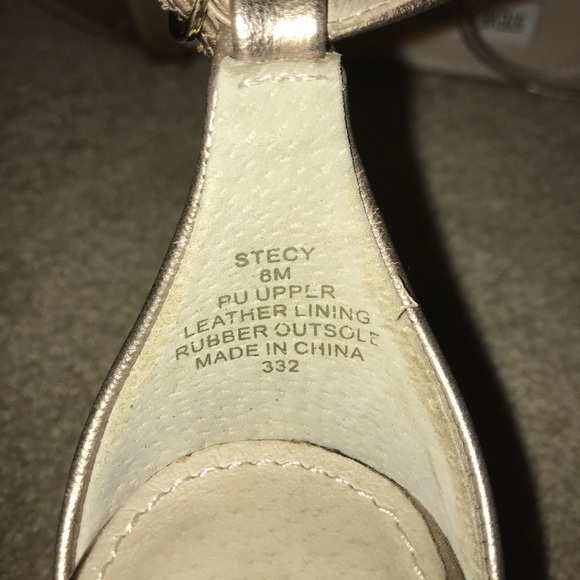 STECY
8M
PU UPPLR
LEATHER LINING
RUBBER OUTSOLE
MADE IN CHINA
332